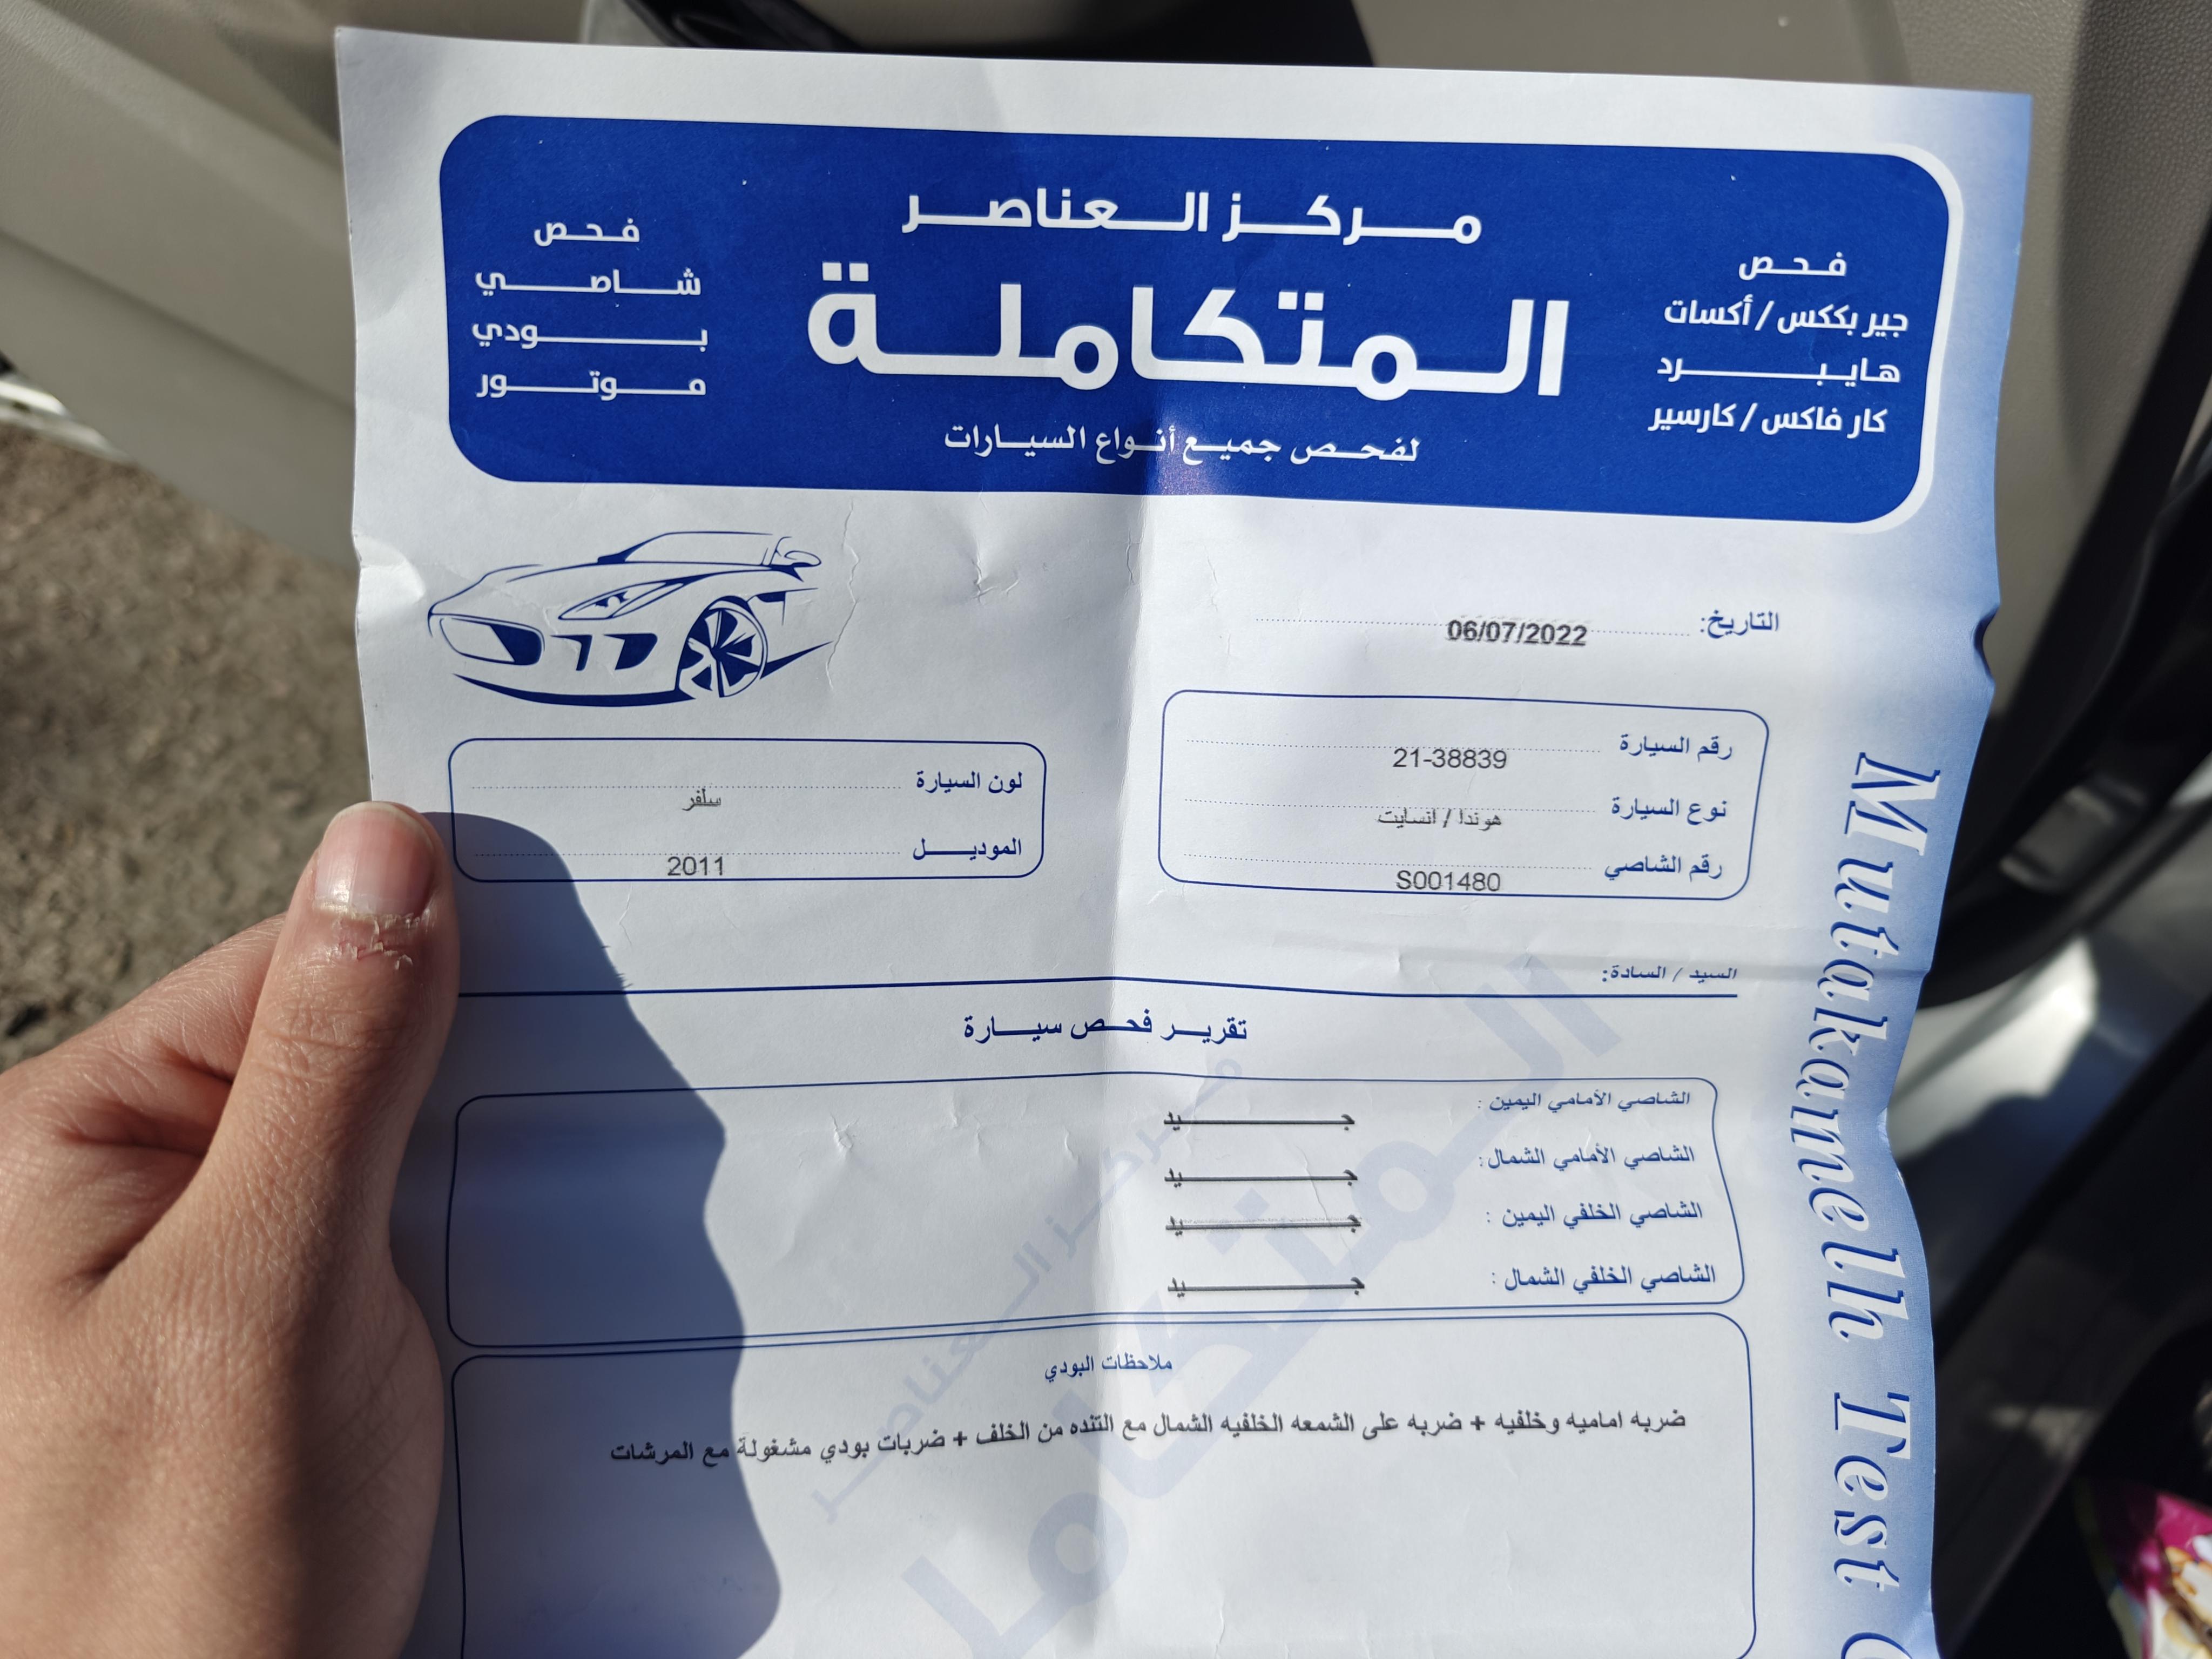 مركز العناصر
المتكاملة
لفحص جميع أنواع السيارات
فحص
جير بككس / أكسات
هايبرد
كار فاكس / كارسير
فحص
شاصي
بودي
موتور
التاريخ: 06/07/2022
رقم السيارة 21-38839
نوع السيارة هوندا / انسايت
رقم الشاصي S001480
لون السيارة سلفر
الموديل 2011
السيد / السادة:
تقرير فحص سيارة
الشاصي الأمامي اليمين : جيد
الشاصي الأمامي الشمال: جيد
الشاصي الخلفي اليمين : جيد
الشاصي الخلفي الشمال : جيد
ملاحظات البودي
ضربه اماميه وخلفيه + ضربه على الشمعه الخلفيه الشمال مع التنده من الخلف + ضربات بودي مشغولة مع المرشات
Mutakamelh Test
مركز العناصر
المتكامل